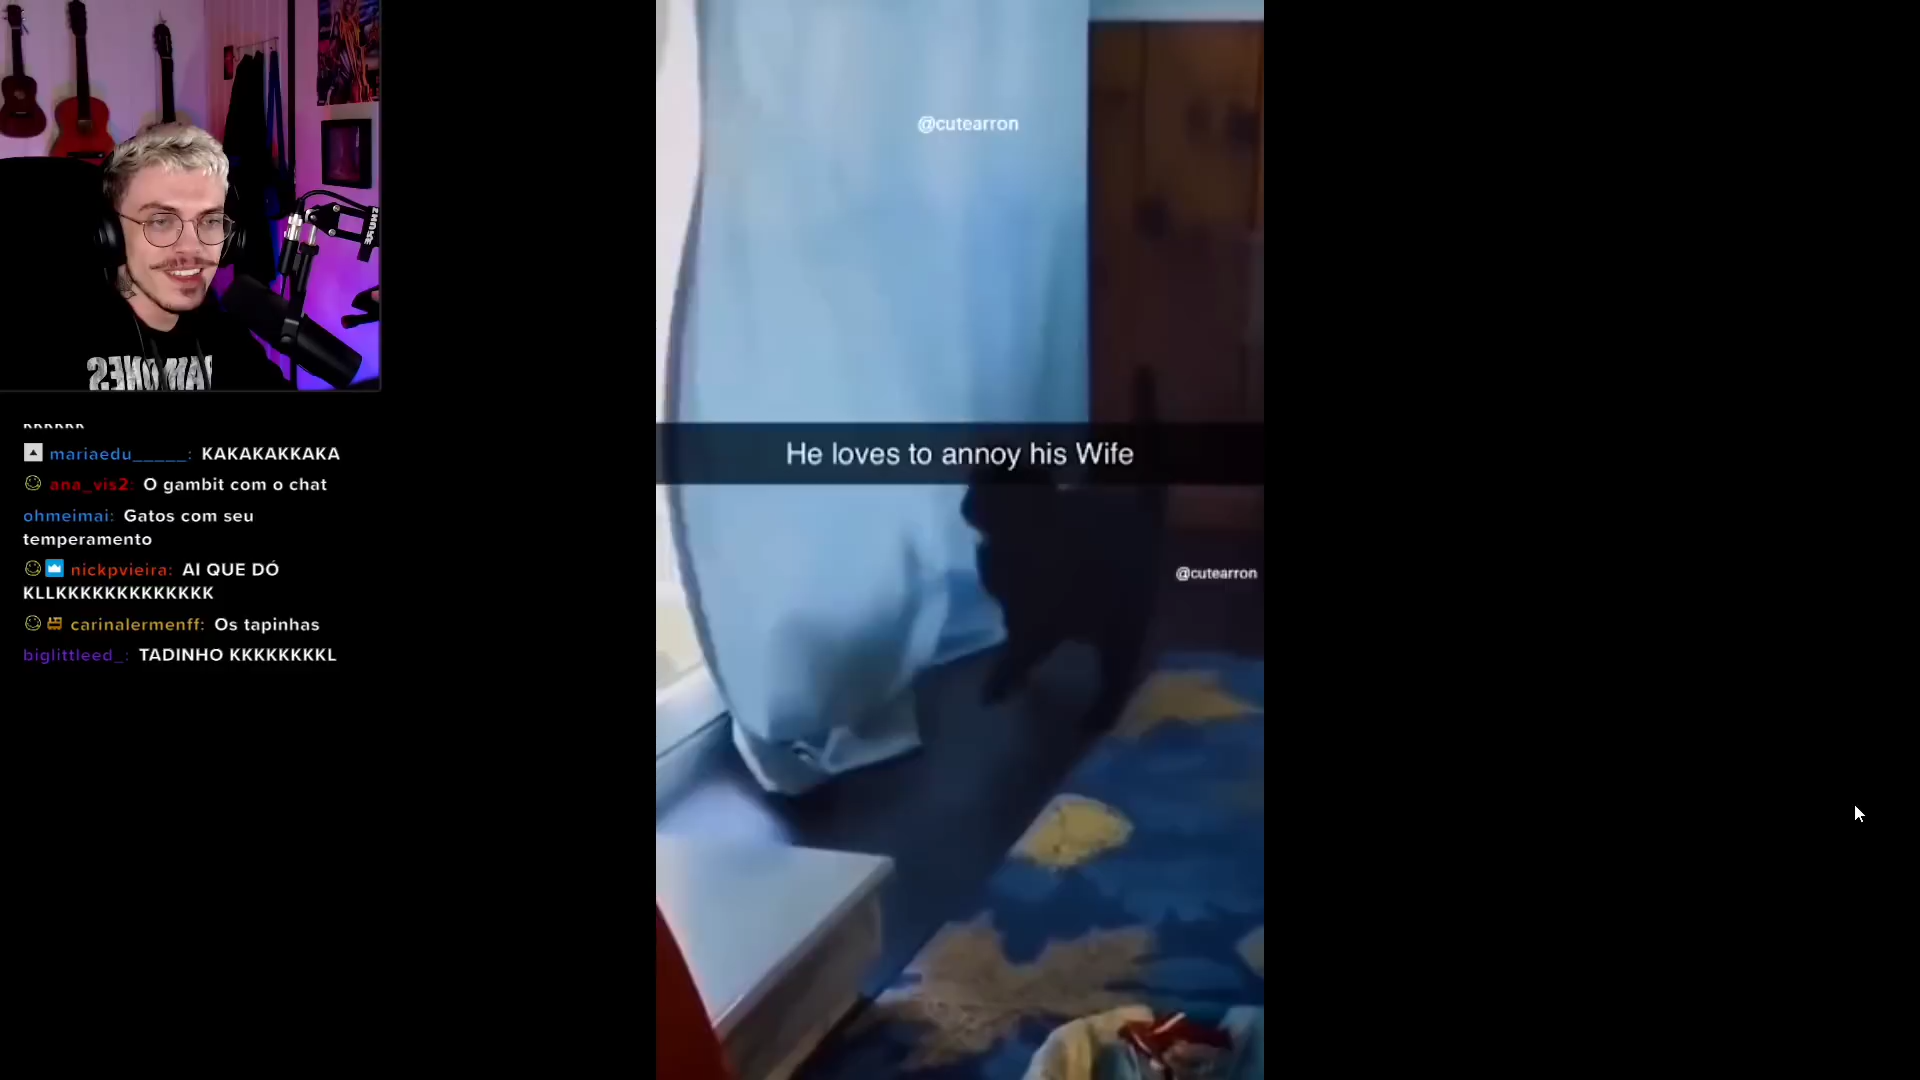 @cutearron
He loves to annoy his Wife
@cutearron
KKKKKK
mariaedu_____: KAKAKAKKAKA
ana_vis2: O gambit com o chat
ohmeimai: Gatos com seu
temperamento
nickpvieira: AI QUE DÓ
KLLKKKKKKKKKKKK
carinalermenff: Os tapinhas
biglittleed_: TADINHO KKKKKKKKL